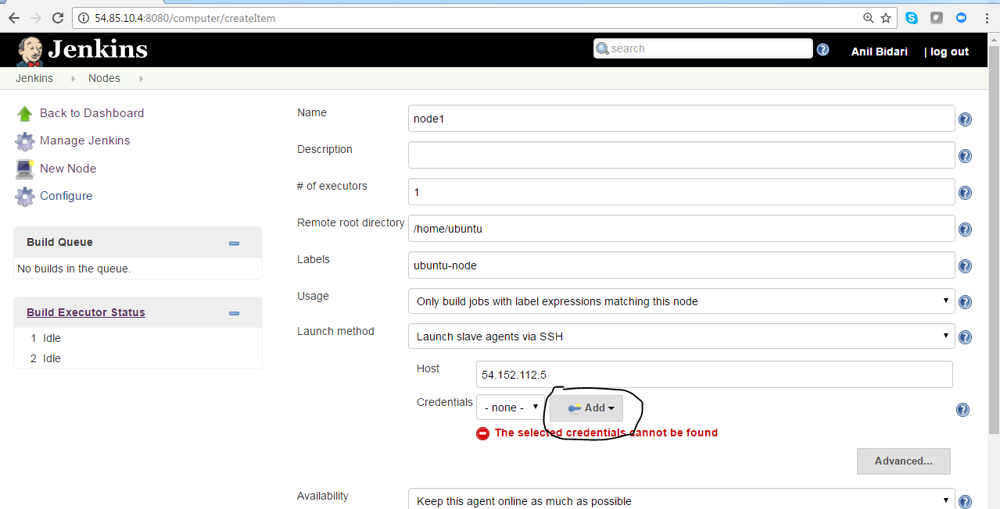 54.85.10.4:8080/computer/createItem
Jenkins
search
Anil Bidari | log out
Jenkins Nodes
Back to Dashboard
Manage Jenkins
New Node
Configure
Build Queue
No builds in the queue.
Build Executor Status
1 Idle
2 Idle
Name node1
Description
# of executors 1
Remote root directory /home/ubuntu
Labels ubuntu-node
Usage Only build jobs with label expressions matching this node
Launch method Launch slave agents via SSH
Host 54.152.112.5
Credentials - none - Add
The selected credentials cannot be found
Advanced...
Availability Keep this agent online as much as possible